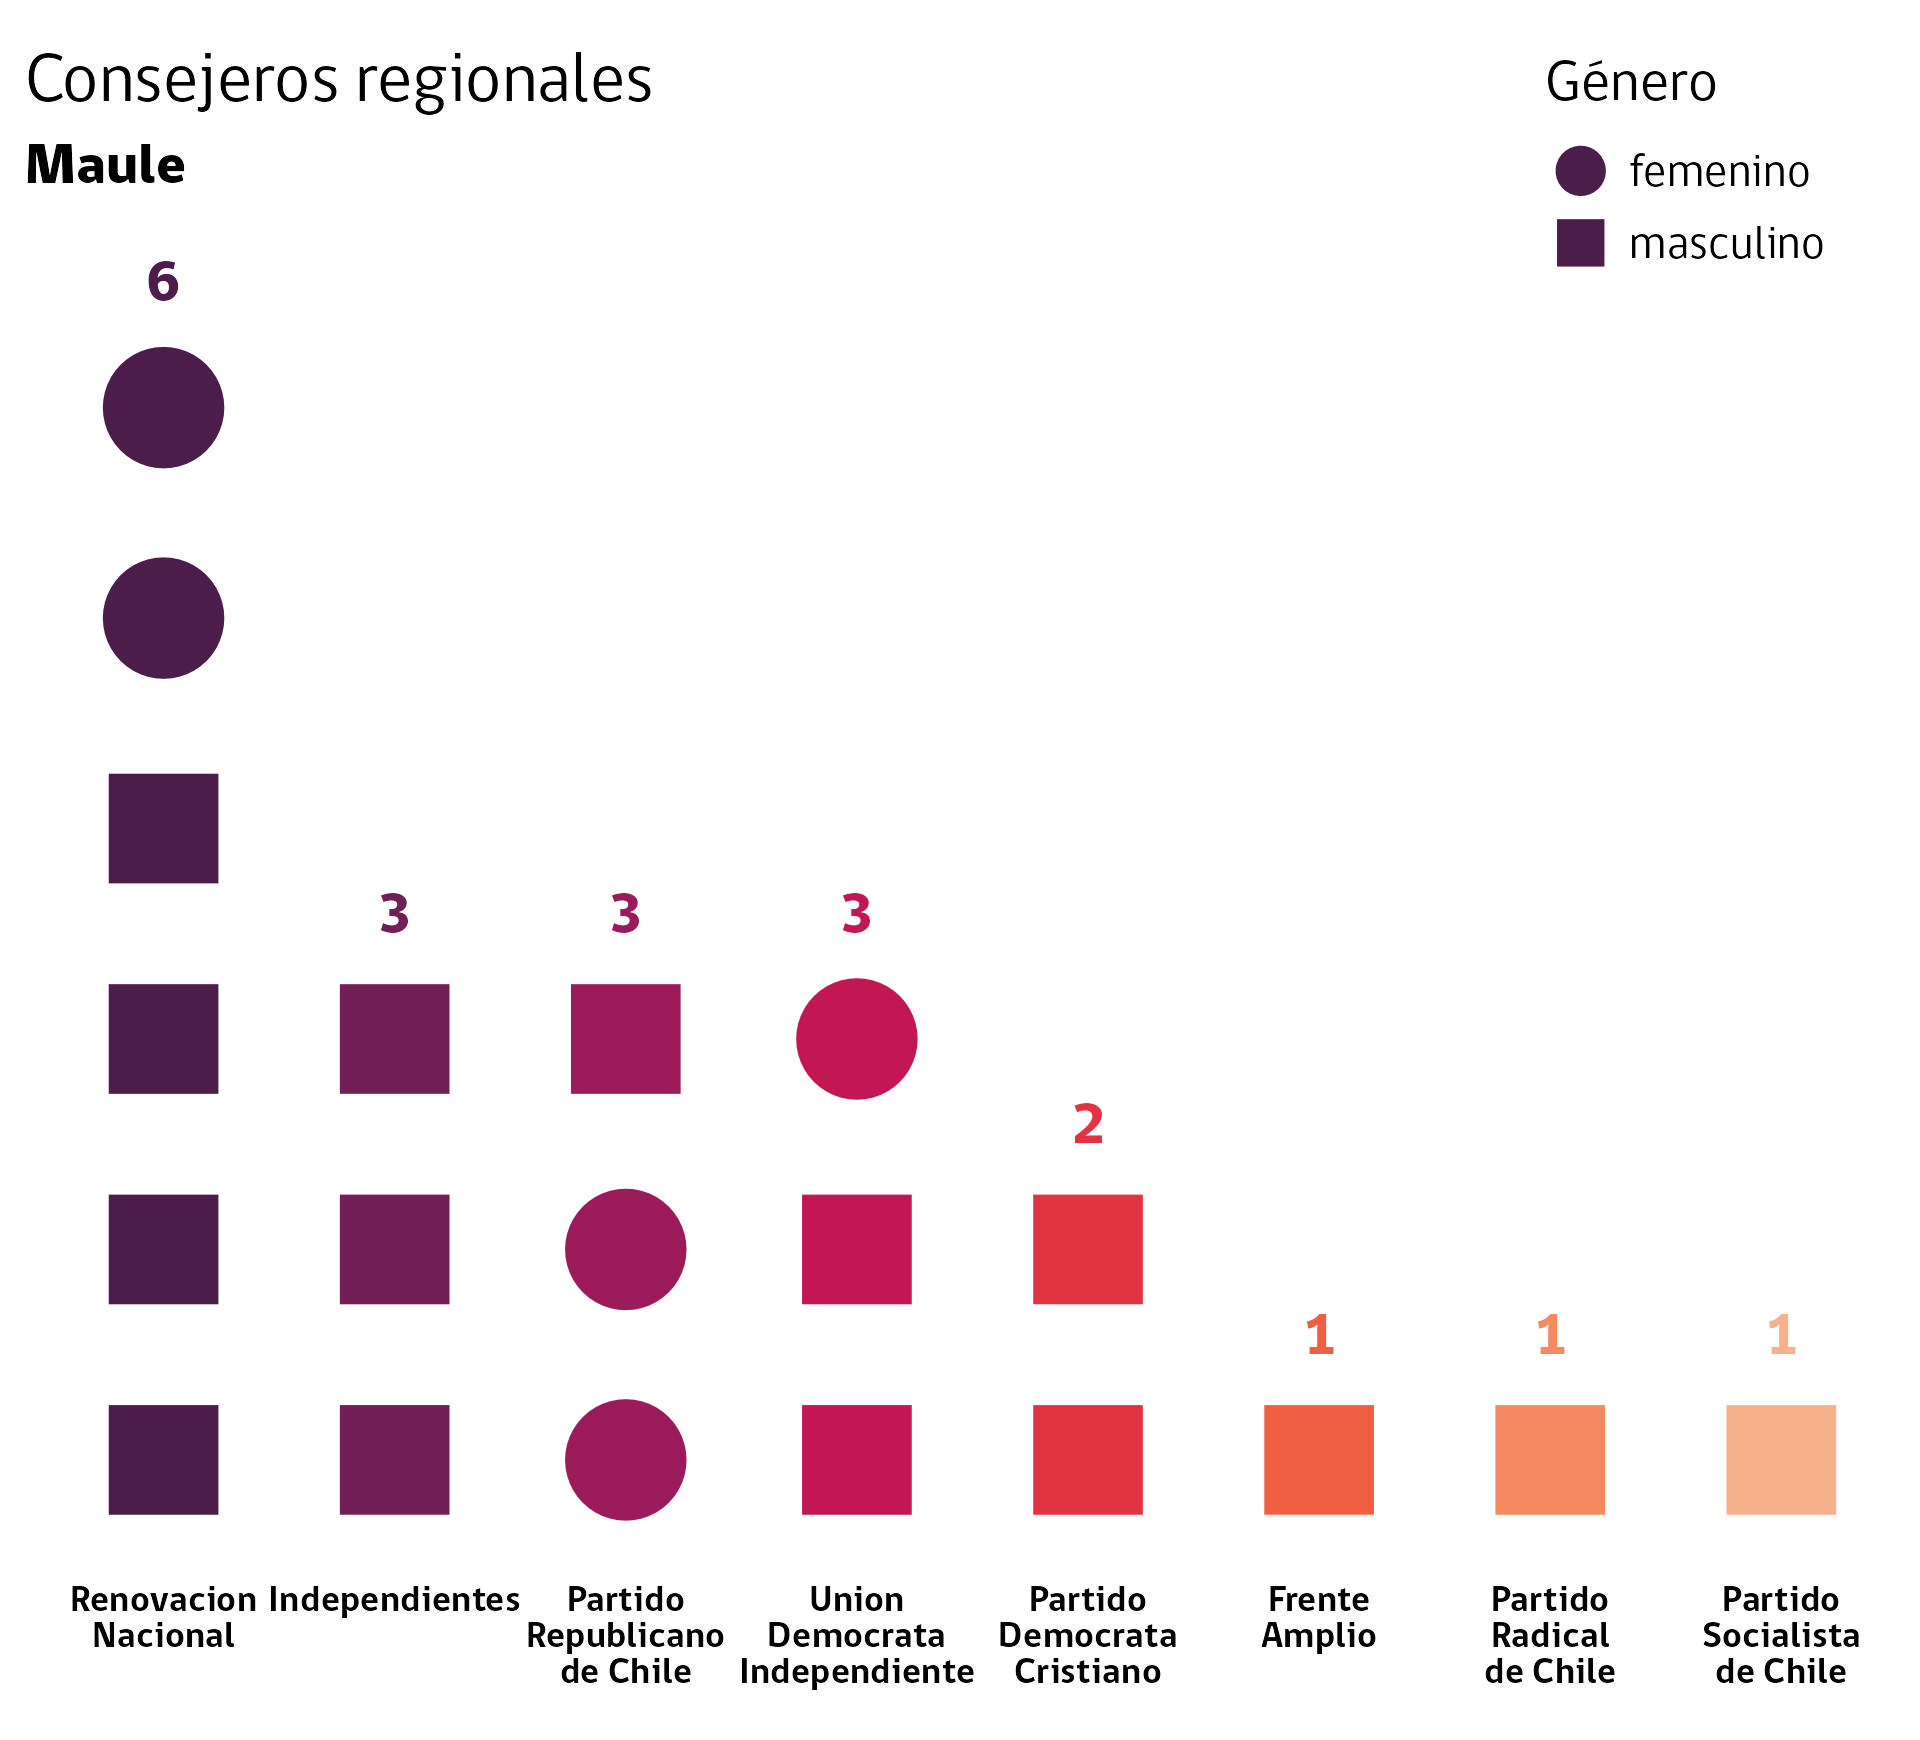 Consejeros regionales
Maule
Género
femenino
masculino
6
3
3
3
2
1
1
1
Renovacion
Nacional
Independientes
Partido
Republicano
de Chile
Union
Democrata
Independiente
Partido
Democrata
Cristiano
Frente
Amplio
Partido
Radical
de Chile
Partido
Socialista
de Chile